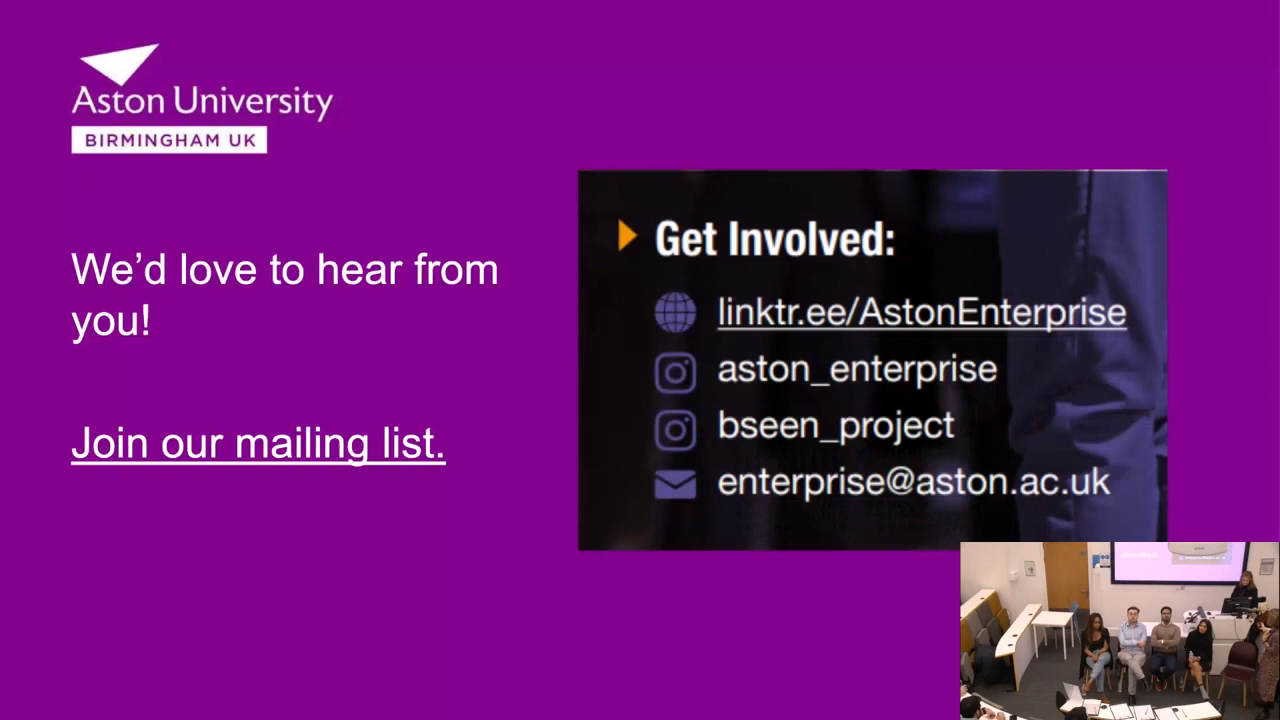 Aston University
BIRMINGHAM UK
We’d love to hear from
you!
Join our mailing list.
Get Involved:
linktr.ee/AstonEnterprise
aston_enterprise
bseen_project
enterprise@aston.ac.uk